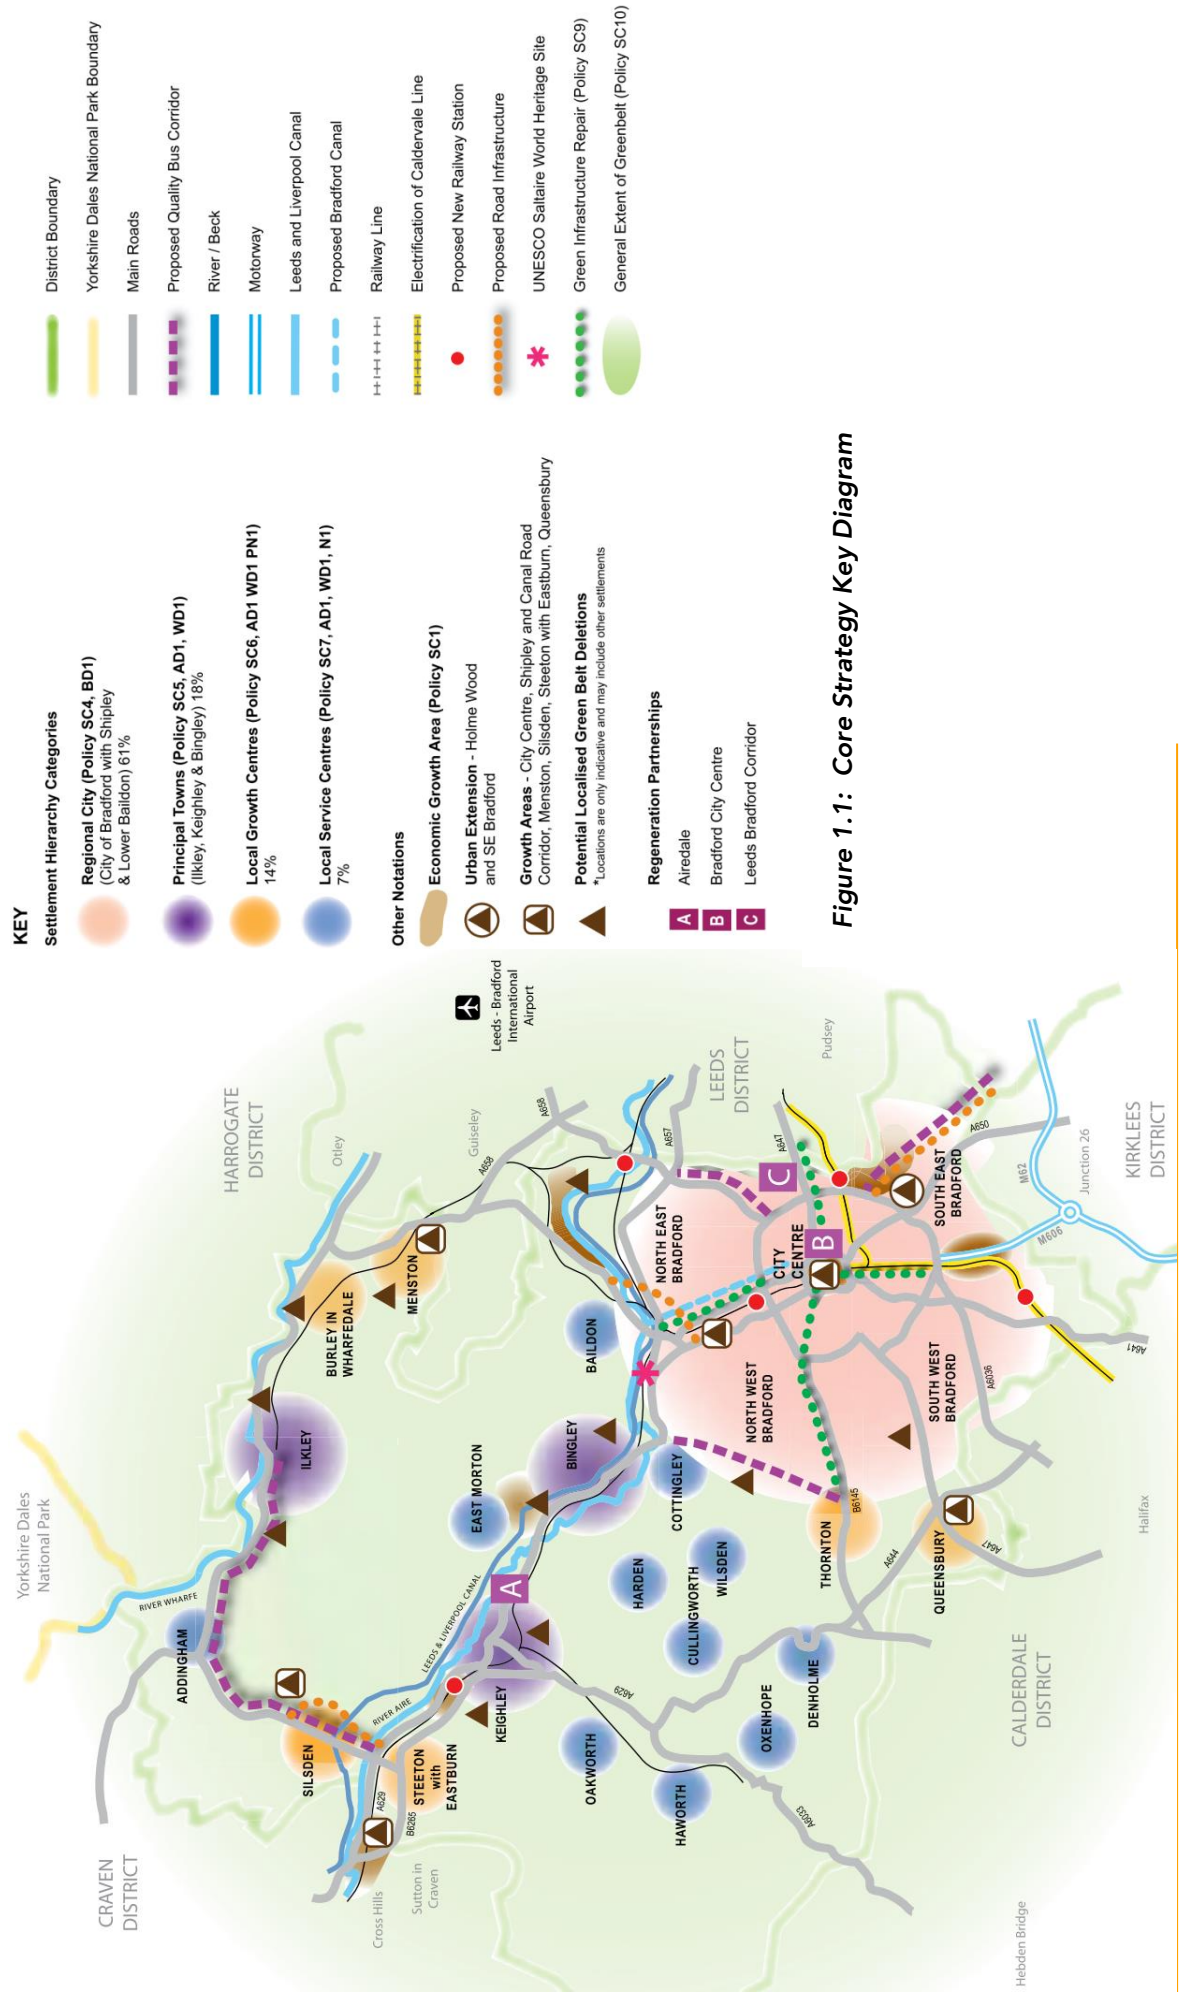 KEY
Settlement Hierarchy Categories
Regional City (Policy SC4, BD1)
(City of Bradford with Shipley
& Lower Baildon) 61%
Principal Towns (Policy SC5, AD1, WD1)
(Ilkley, Keighley & Bingley) 18%
Local Growth Centres (Policy SC6, AD1 WD1 PN1)
14%
Local Service Centres (Policy SC7, AD1, WD1, N1)
7%
Other Notations
Economic Growth Area (Policy SC1)
Urban Extension - Holme Wood
and SE Bradford
Growth Areas - City Centre, Shipley and Canal Road
Corridor, Menston, Silsden, Steeton with Eastburn, Queensbury
Potential Localised Green Belt Deletions
*Locations are only indicative and may include other settlements
Regeneration Partnerships
A Airedale
B Bradford City Centre
C Leeds Bradford Corridor
District Boundary
Yorkshire Dales National Park Boundary
Main Roads
Proposed Quality Bus Corridor
River / Beck
Motorway
Leeds and Liverpool Canal
Proposed Bradford Canal
Railway Line
Electrification of Caldervale Line
Proposed New Railway Station
Proposed Road Infrastructure
UNESCO Saltaire World Heritage Site
Green Infrastructure Repair (Policy SC9)
General Extent of Greenbelt (Policy SC10)
Figure 1.1: Core Strategy Key Diagram
Yorkshire Dales
National Park
CRAVEN
DISTRICT
HARROGATE
DISTRICT
LEEDS
DISTRICT
KIRKLEES
DISTRICT
CALDERDALE
DISTRICT
Leeds - Bradford
International
Airport
RIVER WHARFE
ADDINGHAM
ILKLEY
BURLEY IN
WHARFEDALE
MENSTON
Otley
Guiseley
A658
A658
SILSDEN
A629
B6265
STEETON
with
EASTBURN
Cross Hills
Sutton in
Craven
RIVER AIRE
LEEDS & LIVERPOOL CANAL
KEIGHLEY
A
EAST MORTON
BINGLEY
BAILDON
A657
COTTINGLEY
HARDEN
WILSDEN
CULLINGWORTH
OAKWORTH
HAWORTH
OXENHOPE
DENHOLME
A629
A6033
NORTH EAST
BRADFORD
NORTH WEST
BRADFORD
CITY
CENTRE
B
C
A647
Pudsey
SOUTH EAST
BRADFORD
A650
SOUTH WEST
BRADFORD
A6036
A641
M606
M62
Junction 26
THORNTON
B6145
QUEENSBURY
A644
A647
Halifax
Hebden Bridge